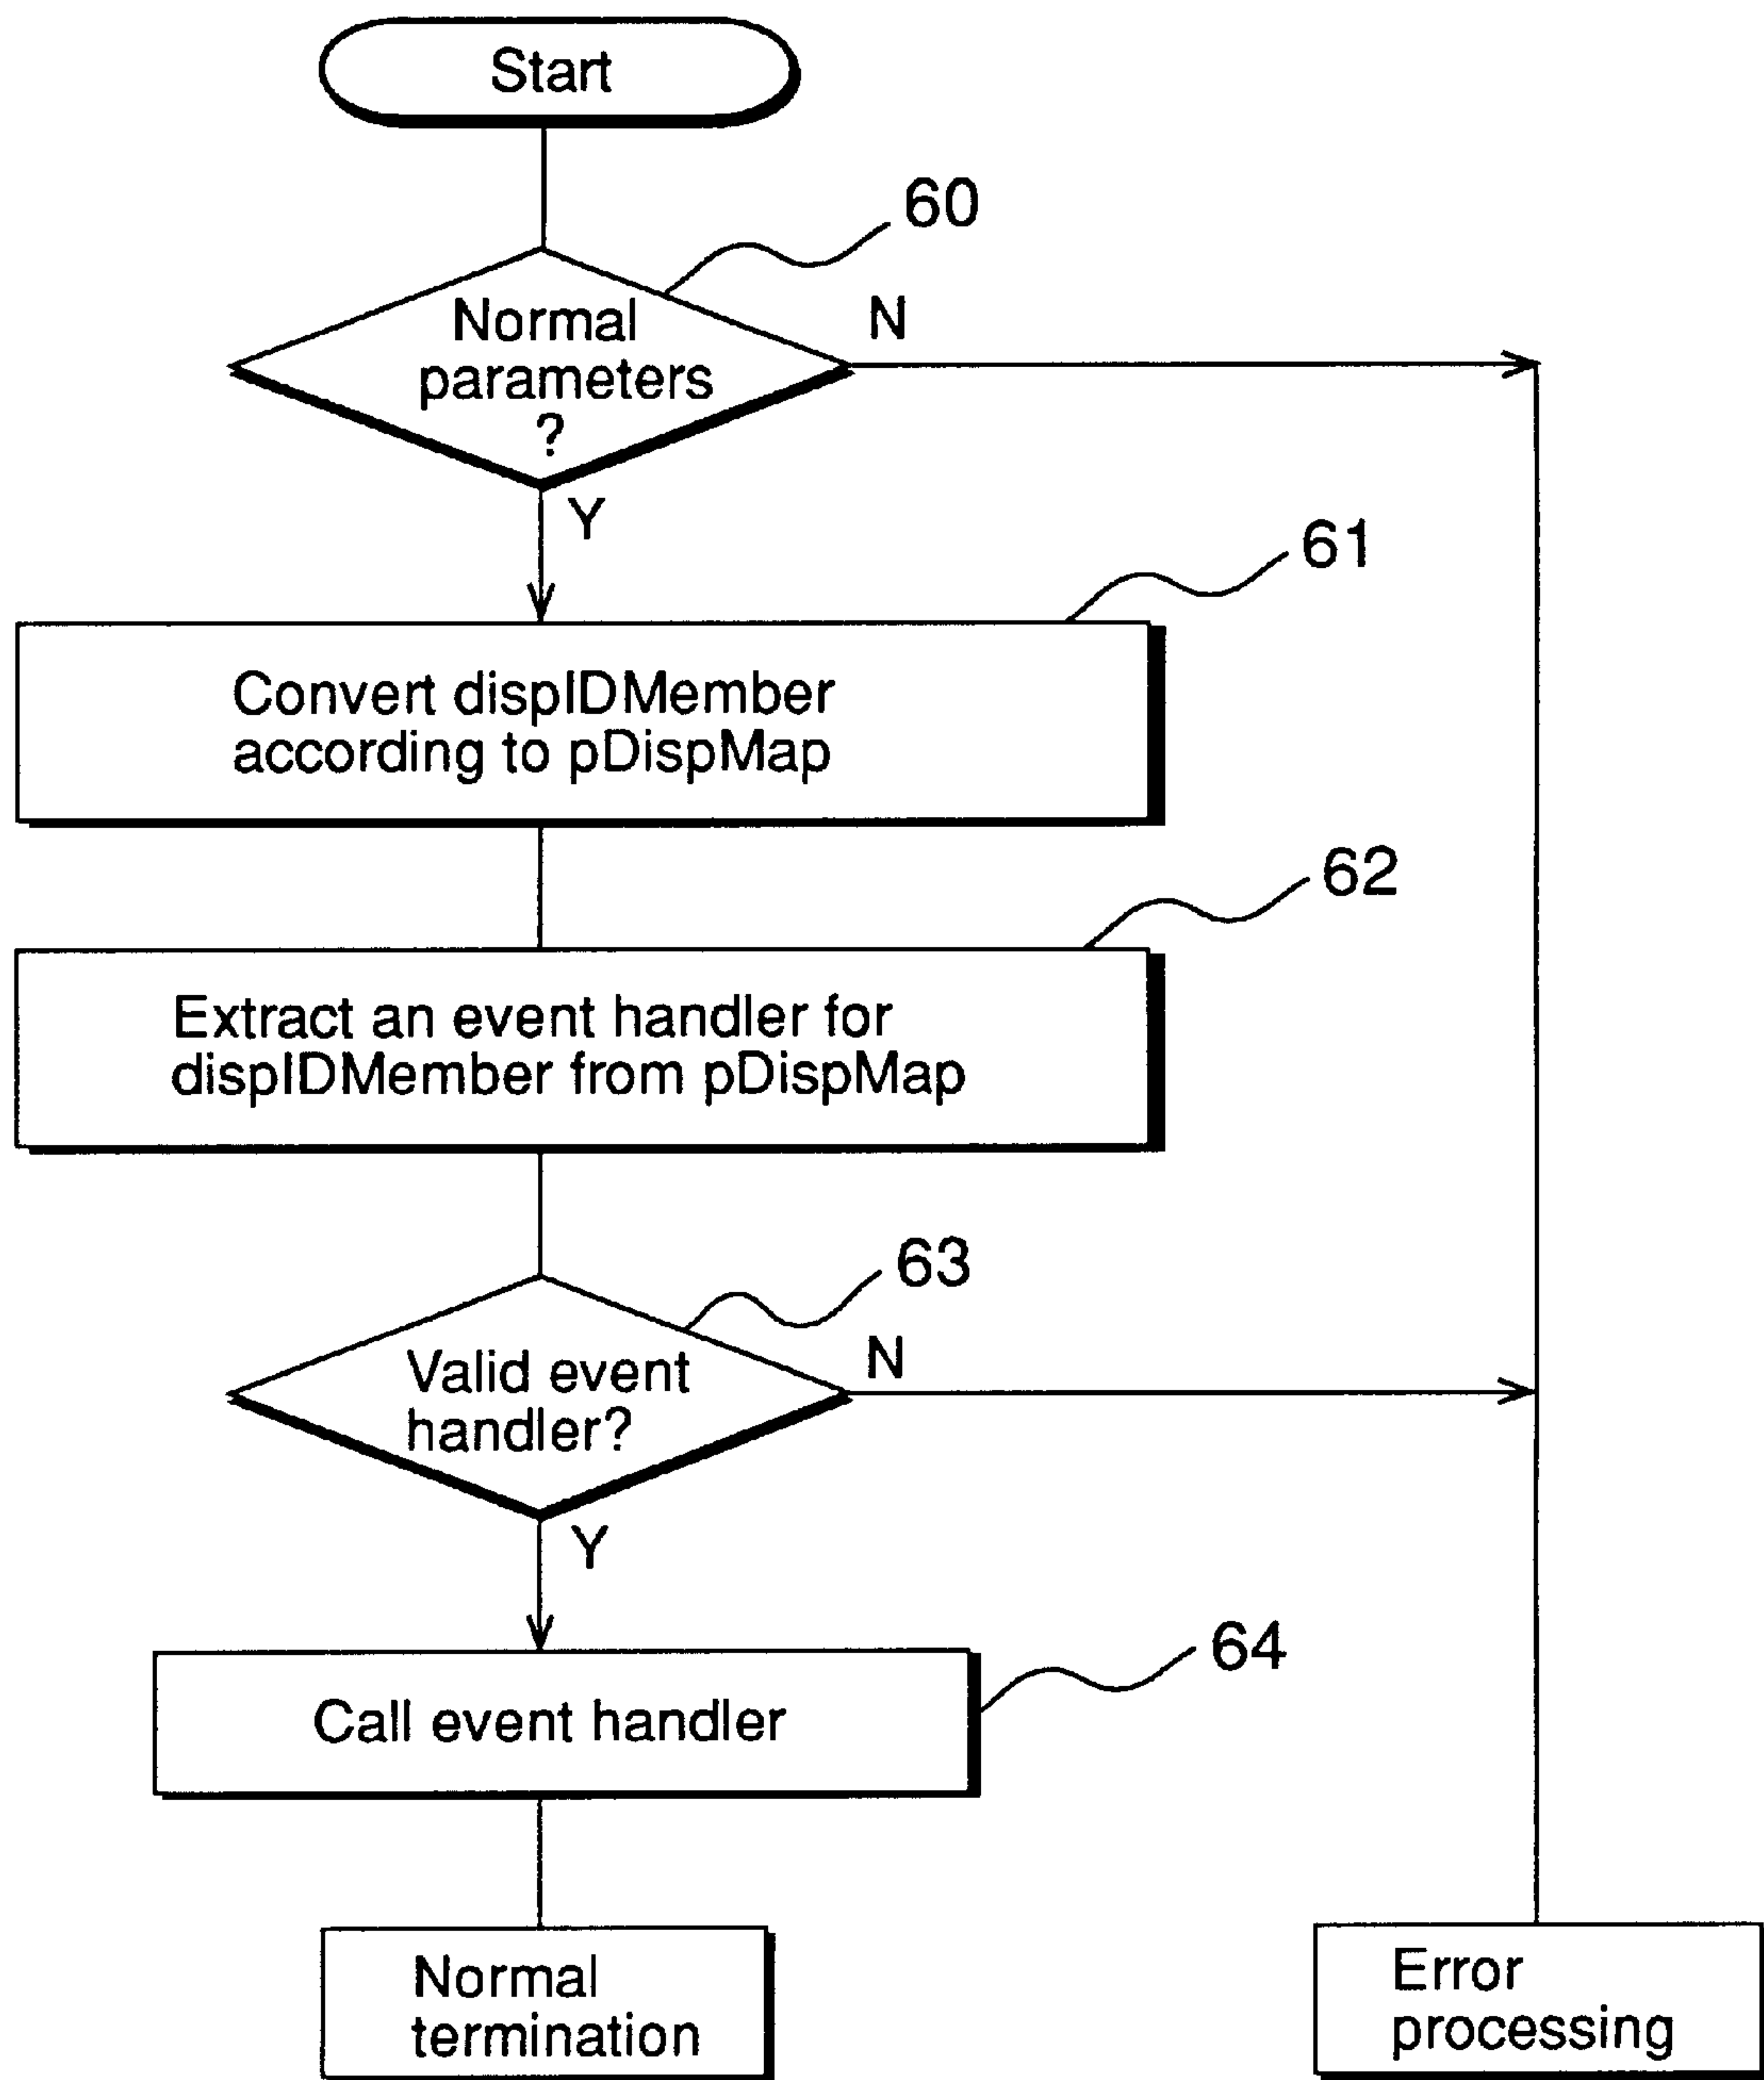 Start
60
Normal
parameters
?
N
Y
61
Convert dispIDMember
according to pDispMap
62
Extract an event handler for
dispIDMember from pDispMap
63
Valid event
handler?
N
Y
64
Call event handler
Normal
termination
Error
processing